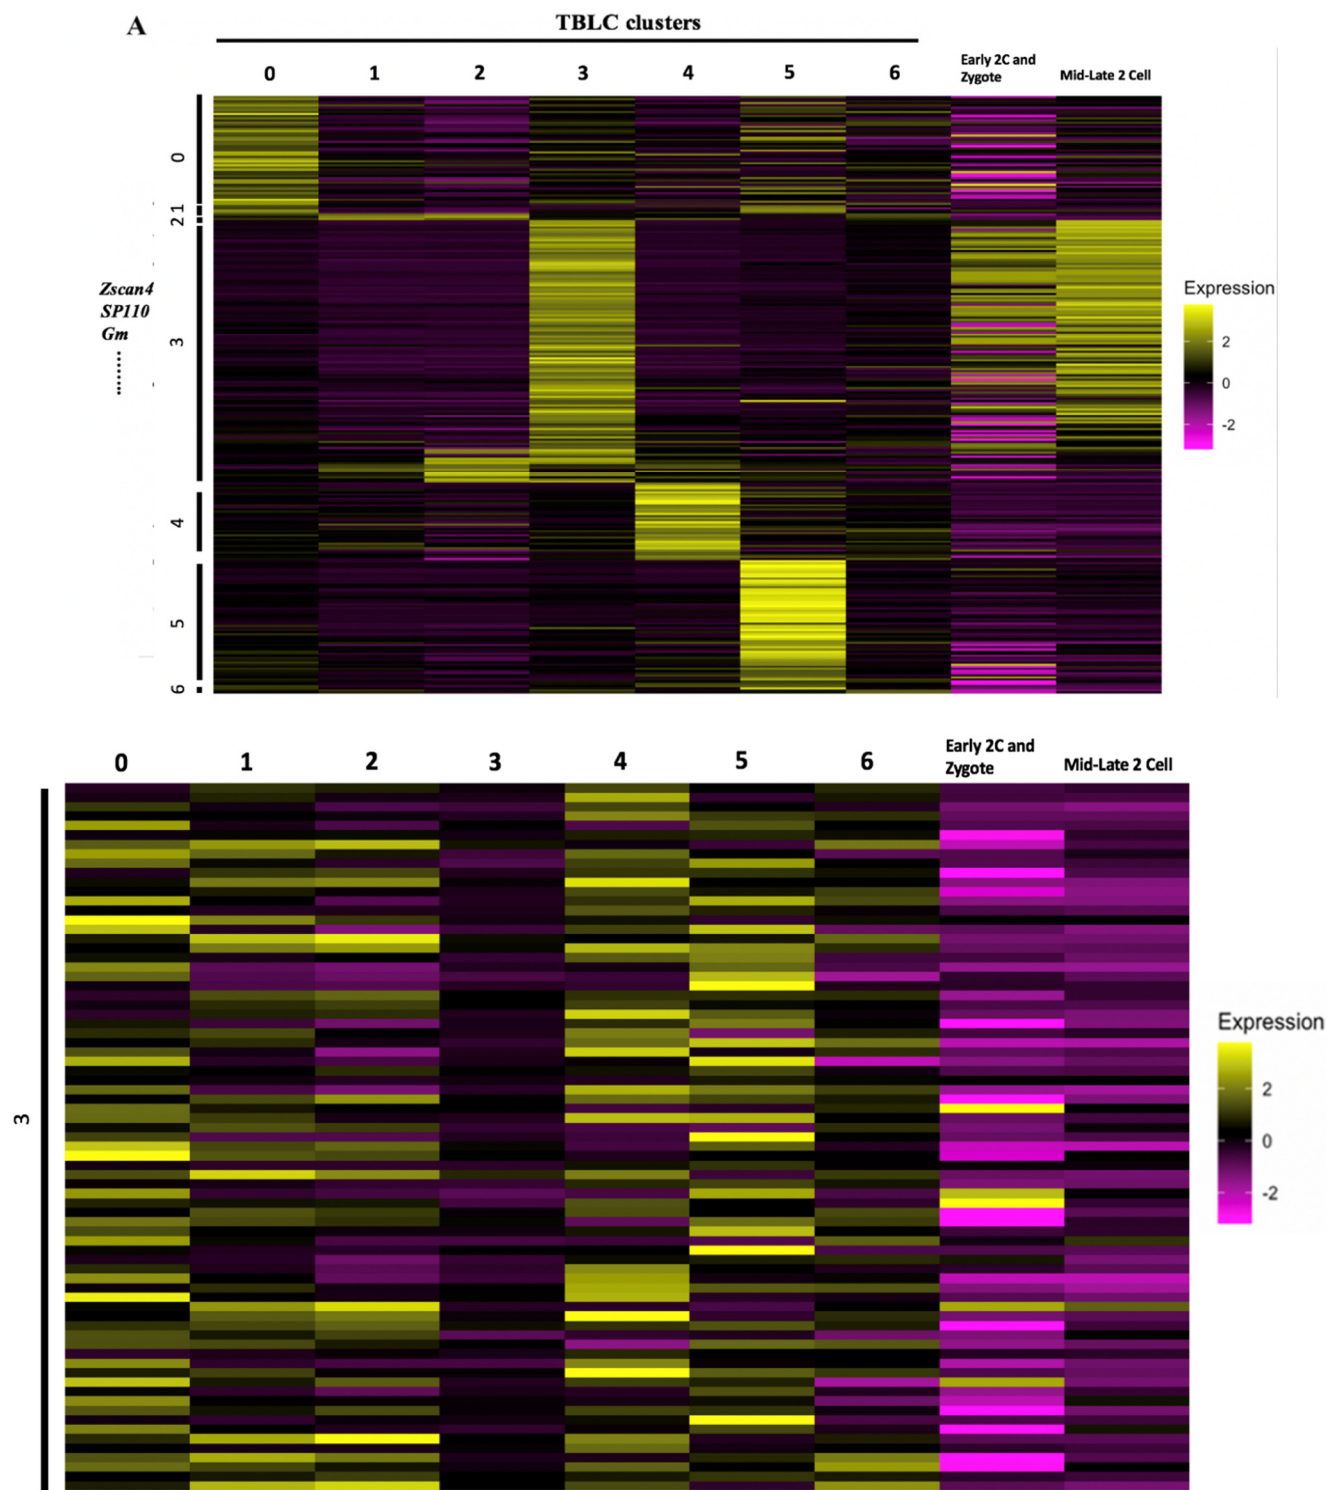 A
TBLC clusters
0 1 2 3 4 5 6 Early 2C and Zygote Mid-Late 2 Cell
0
1
2
Zscan4
SP110
Gm
........
3
4
5
6
Expression
2
0
-2
0 1 2 3 4 5 6 Early 2C and Zygote Mid-Late 2 Cell
3
Expression
2
0
-2